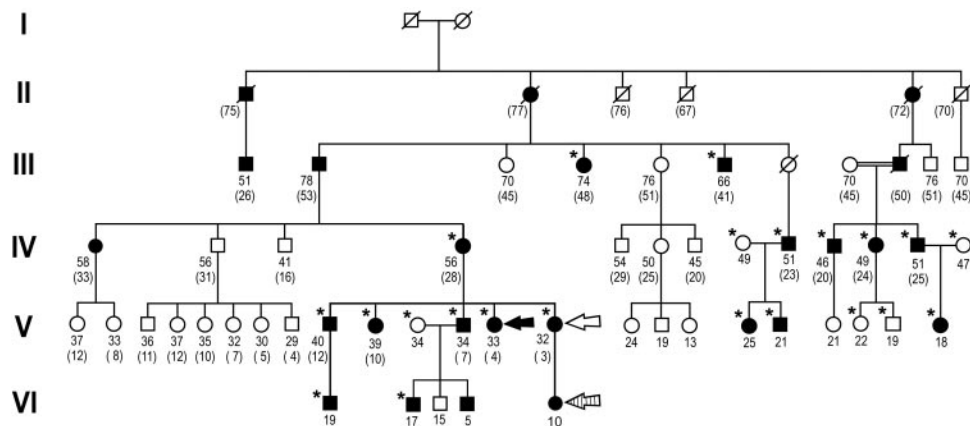 I
II
(75) (77) (76) (67) (72) (70)
III
* *
51 78 70 74 76 66 70 76 70
(26) (53) (45) (48) (51) (41) (45) (50) (51) (45)
IV
* * * * * * *
58 56 41 56 54 50 45 49 51 46 49 51 47
(33) (31) (16) (28) (29) (25) (20) (23) (20) (24) (25)
V
* * * * * * * * * * *
37 33 36 37 35 32 30 29 40 39 34 34 33 32 24 19 13 25 21 21 22 19 18
(12) ( 8) (11) (12) (10) ( 7) ( 5) ( 4) (12) (10) ( 7) ( 4) ( 3)
VI
* *
19 17 15 5 10